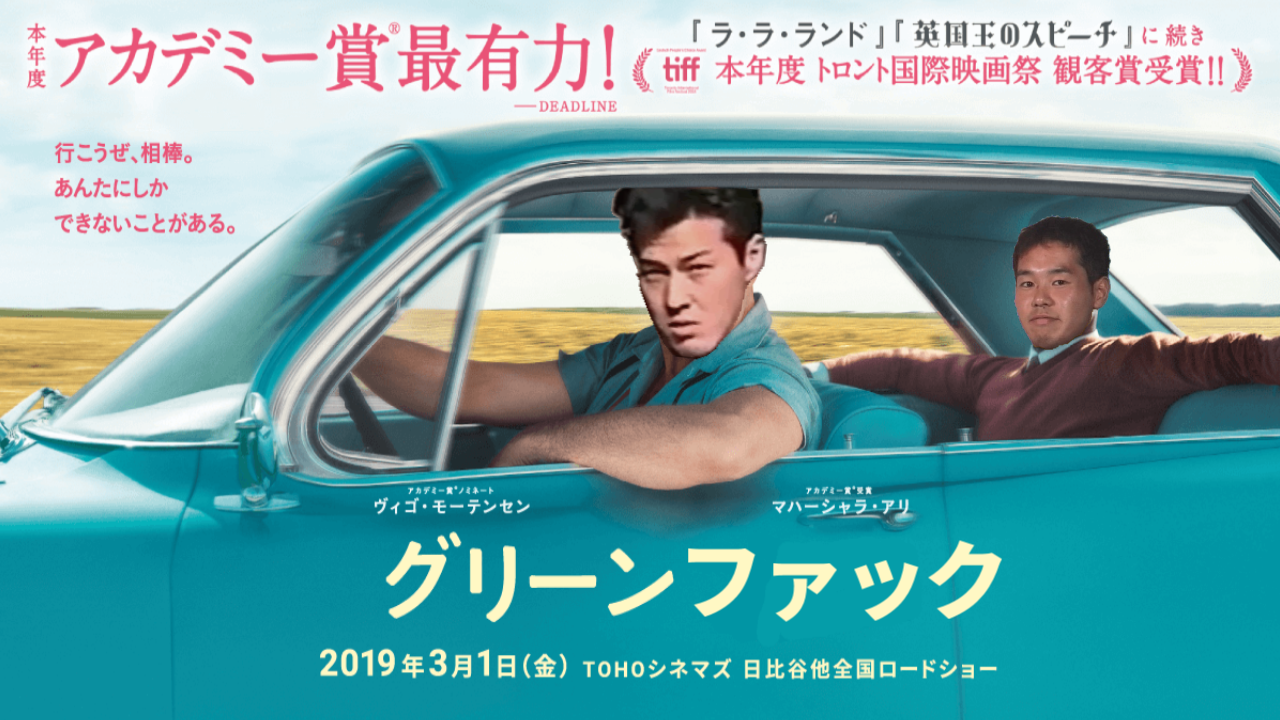 本年度
アカデミー賞®最有力!
──DEADLINE
『ラ・ラ・ランド』『英国王のスピーチ』に続き
tiff
本年度 トロント国際映画祭 観客賞受賞!!
行こうぜ、相棒。
あんたにしか
できないことがある。
アカデミー賞®ノミネート
ヴィゴ・モーテンセン
アカデミー賞®受賞
マハーシャラ・アリ
グリーンファック
2019年3月1日(金) TOHOシネマズ 日比谷他全国ロードショー